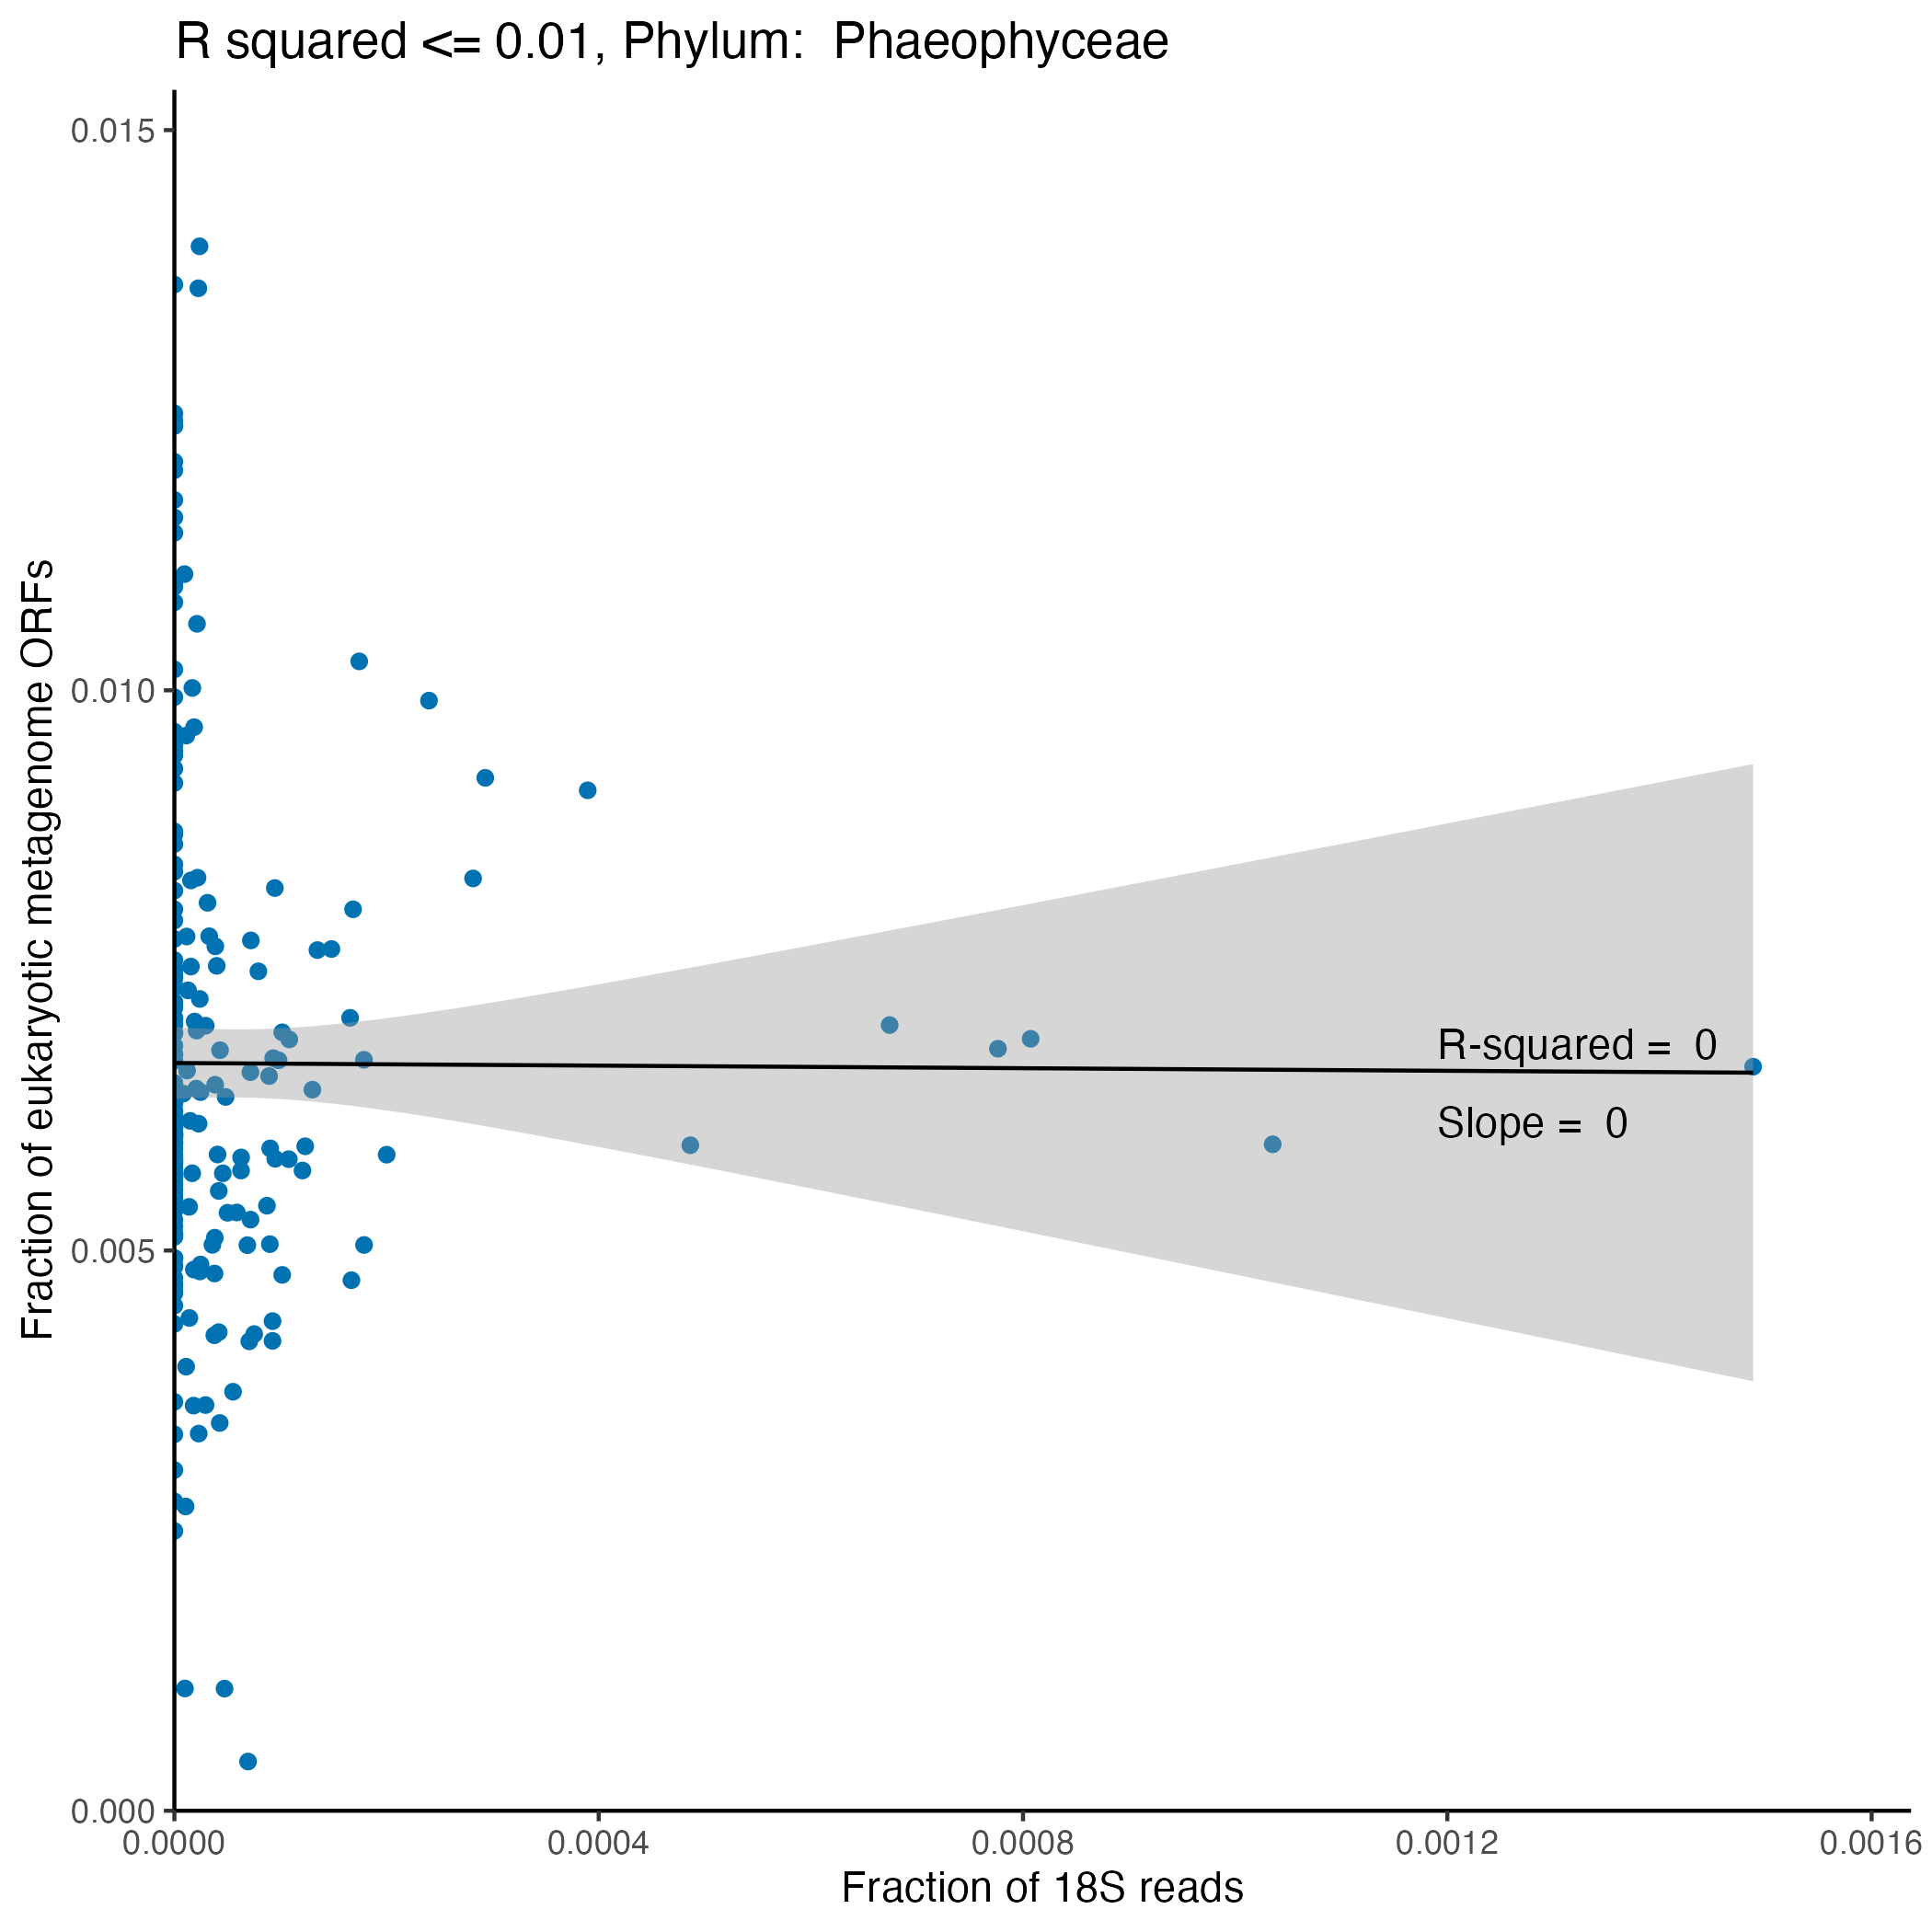 R squared <= 0.01, Phylum:  Phaeophyceae
Fraction of eukaryotic metagenome ORFs
0.015
0.010
0.005
0.000
R-squared =  0
Slope =  0
0.0000
0.0004
0.0008
0.0012
0.0016
Fraction of 18S reads